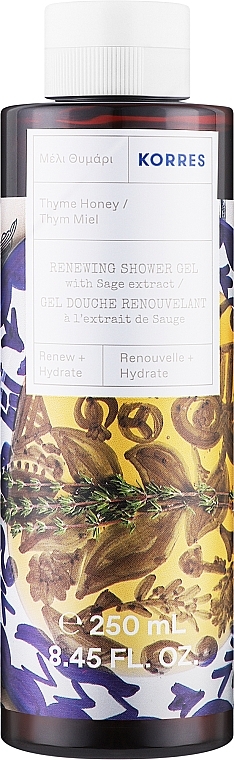 Μέλι Θυμάρι
KORRES
Thyme Honey /
Thym Miel
RENEWING SHOWER GEL
with Sage extract /
GEL DOUCHE RENOUVELANT
à l'extrait de Sauge
Renew +
Hydrate
Renouvelle +
Hydrate
℮ 250 mL
8.45 FL. OZ.